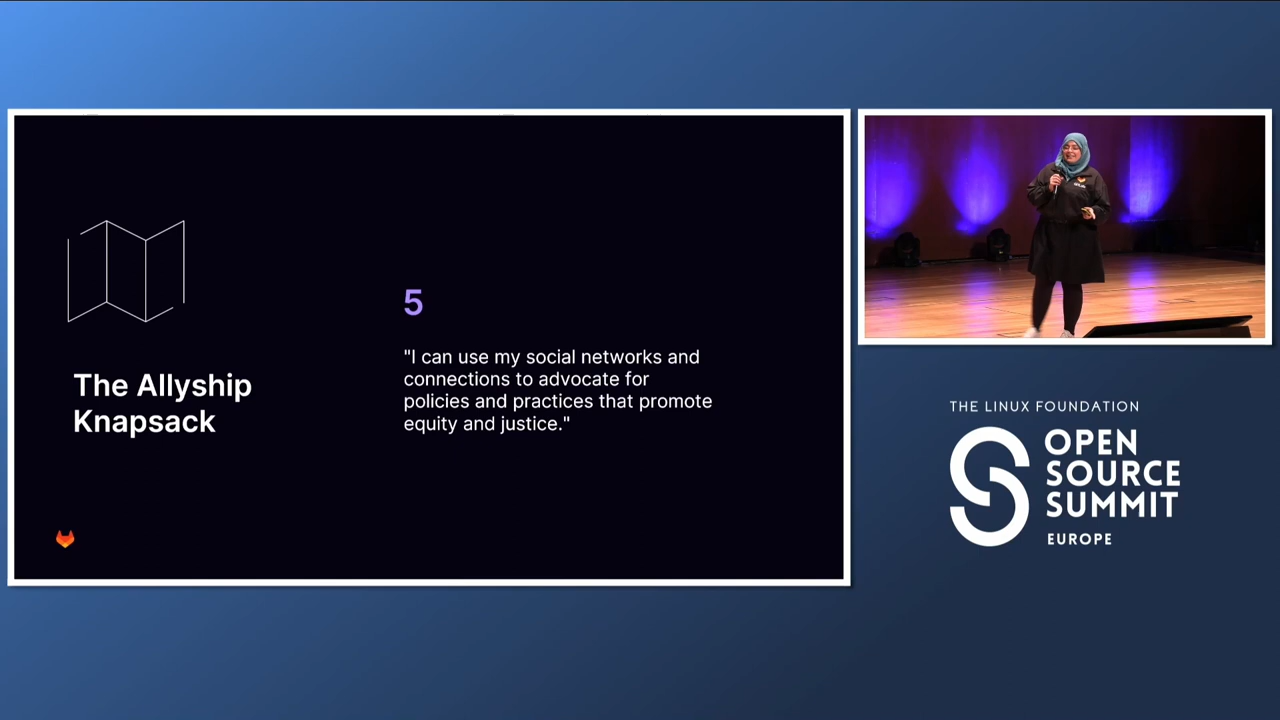 The Allyship
Knapsack
5
"I can use my social networks and
connections to advocate for
policies and practices that promote
equity and justice."
THE LINUX FOUNDATION
OPEN
SOURCE
SUMMIT
EUROPE